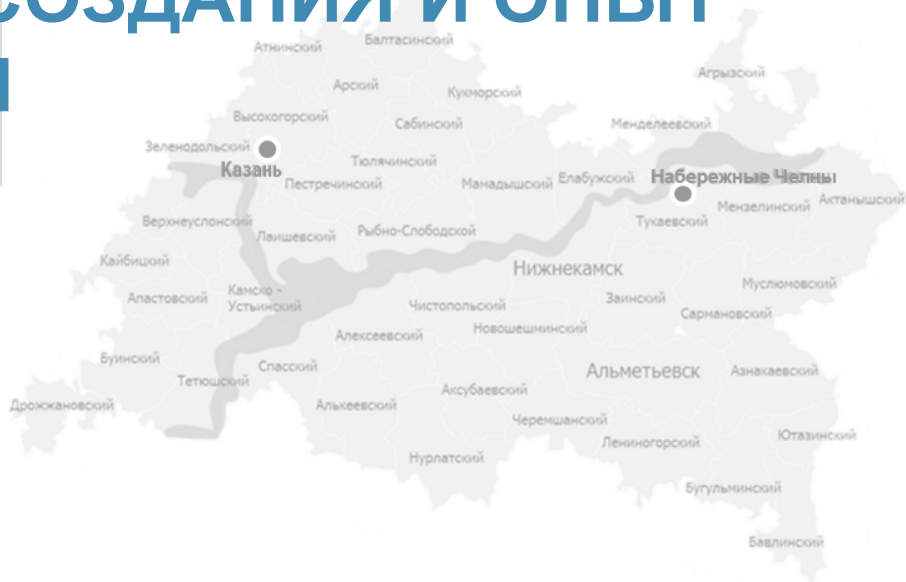 СОЗДАНИЯ И ОПЫТ
Балтасинский
Атнинский
Агрызский
Арский
Кукморский
Высокогорский
Сабинский
Менделеевский
Зеленодольский
Тюлячинский
Казань
Пестречинский
Мамадышский
Елабужский
Набережные Челны
Актанышский
Мензелинский
Верхнеуслонский
Тукаевский
Лаишевский
Рыбно-Слободской
Кайбицкий
Нижнекамск
Муслюмовский
Апастовский
Камско -
Устьинский
Заинский
Чистопольский
Сармановский
Новошешминский
Алексеевский
Буинский
Спасский
Альметьевск
Азнакаевский
Тетюшский
Аксубаевский
Дрожжановский
Алькеевский
Черемшанский
Ютазинский
Лениногорский
Нурлатский
Бугульминский
Бавлинский